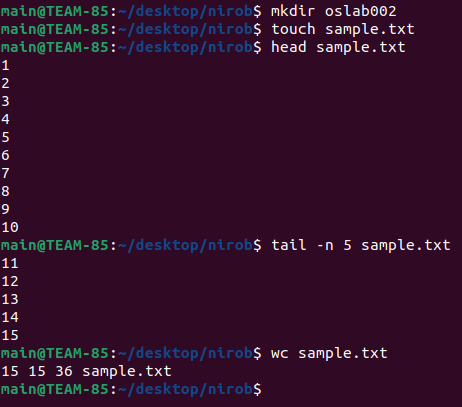 main@TEAM-85:~/desktop/nirob$ mkdir oslab002
main@TEAM-85:~/desktop/nirob$ touch sample.txt
main@TEAM-85:~/desktop/nirob$ head sample.txt
1
2
3
4
5
6
7
8
9
10
main@TEAM-85:~/desktop/nirob$ tail -n 5 sample.txt
11
12
13
14
15
main@TEAM-85:~/desktop/nirob$ wc sample.txt
15 15 36 sample.txt
main@TEAM-85:~/desktop/nirob$